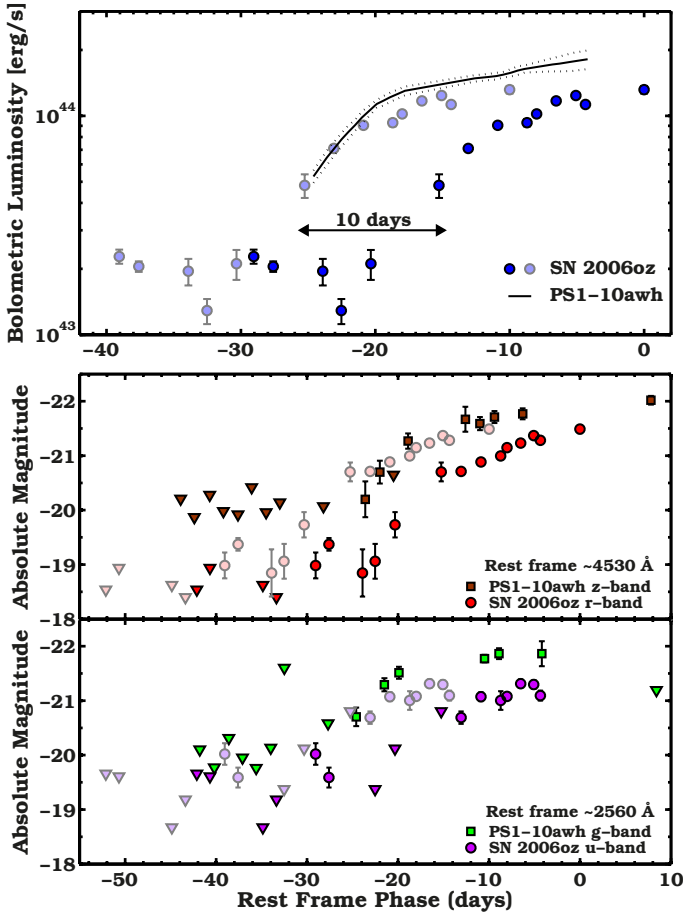 Bolometric Luminosity [erg/s]
10^44
10^43
10 days
SN 2006oz
PS1−10awh
−40 −30 −20 −10 0
Absolute Magnitude
−22
−21
−20
−19
−18
Rest frame ~4530 Å
PS1−10awh z−band
SN 2006oz r−band
Absolute Magnitude
−22
−21
−20
−19
−18
Rest frame ~2560 Å
PS1−10awh g−band
SN 2006oz u−band
−50 −40 −30 −20 −10 0 10
Rest Frame Phase (days)